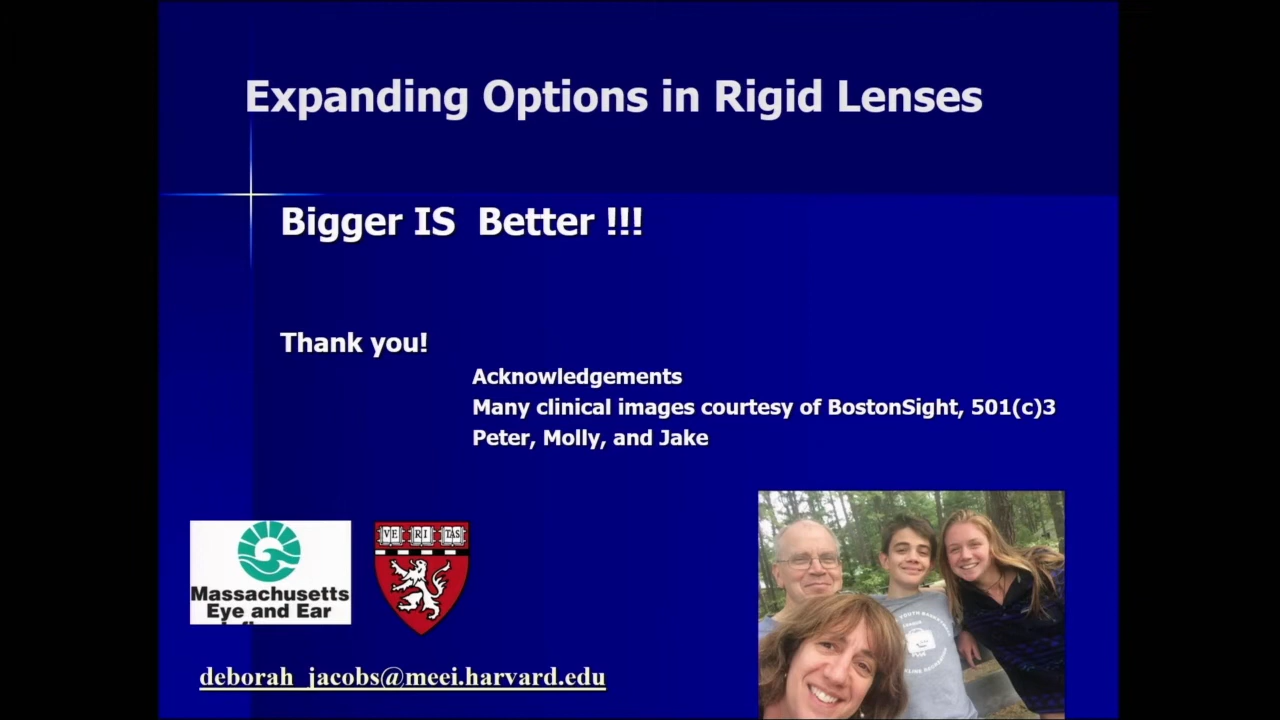 Expanding Options in Rigid Lenses
Bigger IS Better !!!
Thank you!
Acknowledgements
Many clinical images courtesy of BostonSight, 501(c)3
Peter, Molly, and Jake
VE RI TAS
Massachusetts
Eye and Ear
deborah_jacobs@meei.harvard.edu